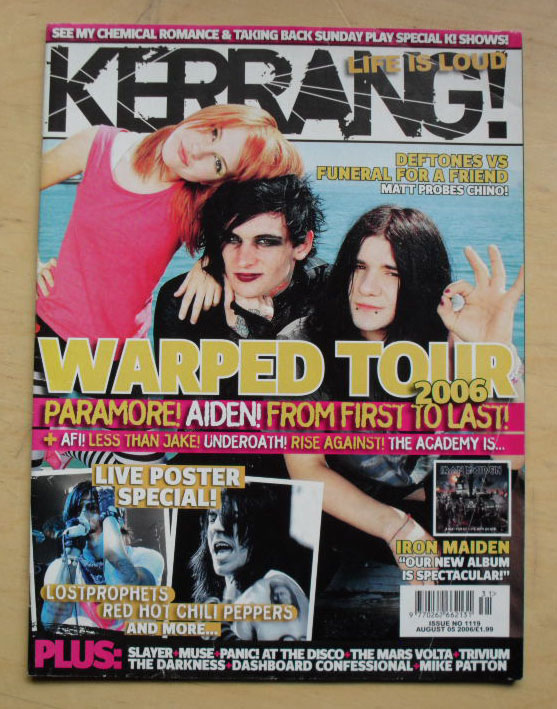 SEE MY CHEMICAL ROMANCE & TAKING BACK SUNDAY PLAY SPECIAL K! SHOWS!
KERRANG!
LIFE IS LOUD
DEFTONES VS
FUNERAL FOR A FRIEND
MATT PROBES CHINO!
WARPED TOUR
2006
PARAMORE! AIDEN! FROM FIRST TO LAST!
+ AFI! LESS THAN JAKE! UNDEROATH! RISE AGAINST! THE ACADEMY IS...
LIVE POSTER
SPECIAL!
IRON MAIDEN
IRON MAIDEN
"OUR NEW ALBUM
IS SPECTACULAR!"
LOSTPROPHETS
RED HOT CHILI PEPPERS
AND MORE...
31
9 770262 662131
ISSUE NO 1119
AUGUST 05 2006/£1.99
PLUS: SLAYER+MUSE+PANIC! AT THE DISCO+THE MARS VOLTA+TRIVIUM
THE DARKNESS+DASHBOARD CONFESSIONAL+MIKE PATTON